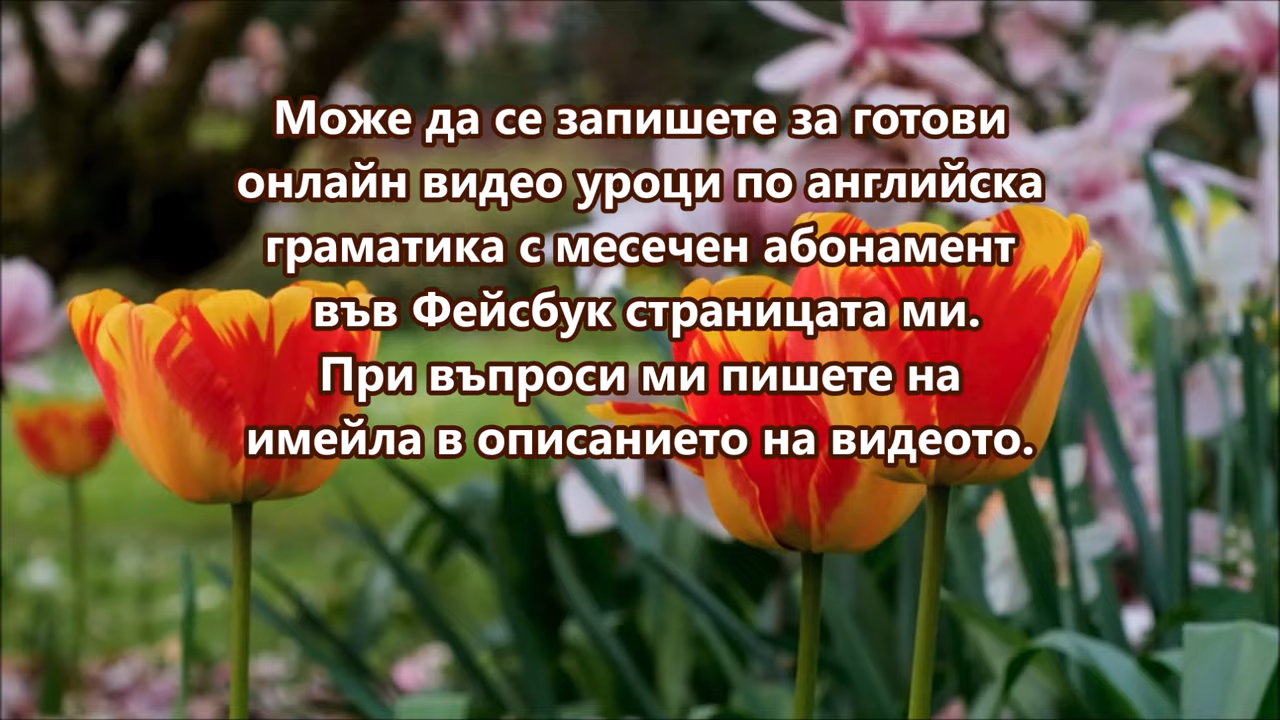 Може да се запишете за готови
онлайн видео уроци по английска
граматика с месечен абонамент
във Фейсбук страницата ми.
При въпроси ми пишете на
имейла в описанието на видеото.